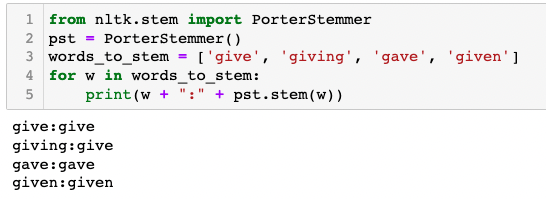 1 from nltk.stem import PorterStemmer
2 pst = PorterStemmer()
3 words_to_stem = ['give', 'giving', 'gave', 'given']
4 for w in words_to_stem:
5     print(w + ":" + pst.stem(w))
give:give
giving:give
gave:gave
given:given